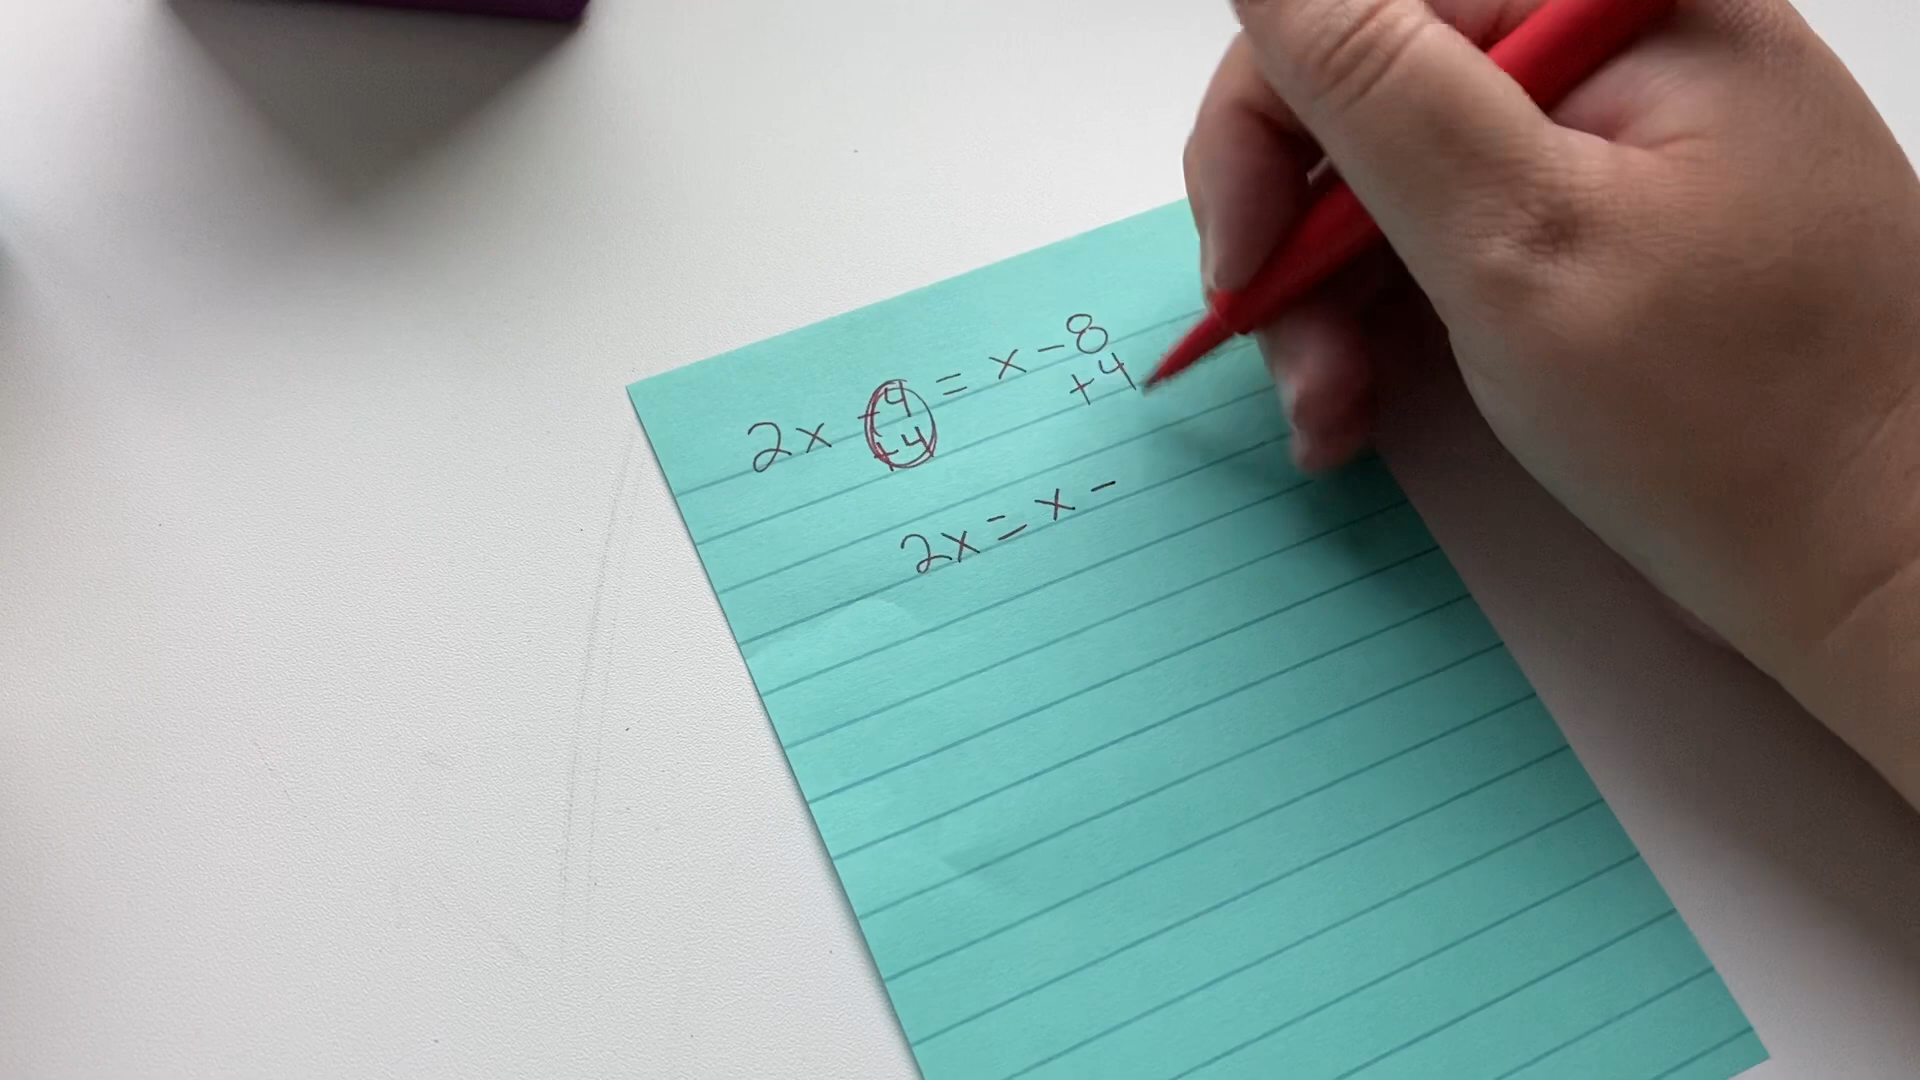 2x -4 = x - 8
+4 +4
2x = x -